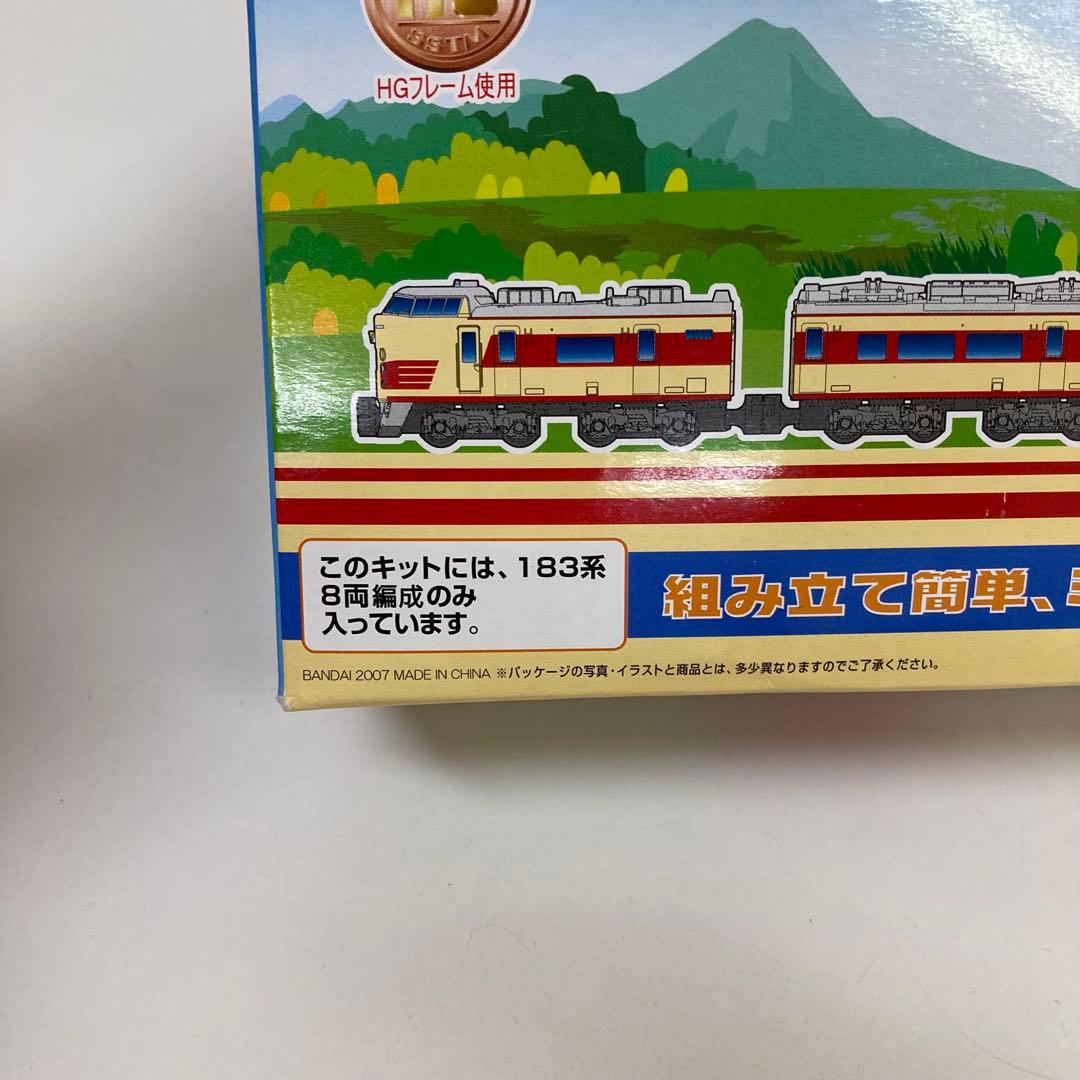 SSTM
HGフレーム使用
このキットには、183系
8両編成のみ
入っています。
組み立て簡単、
BANDAI 2007 MADE IN CHINA ※パッケージの写真・イラストと商品とは、多少異なりますのでご了承ください。